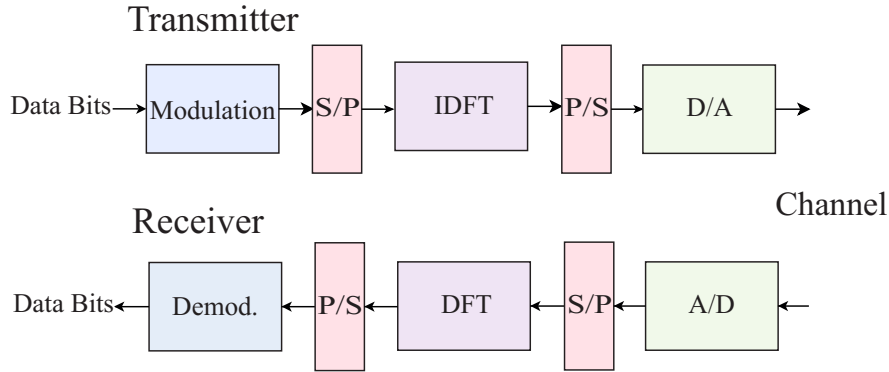 Transmitter
Data Bits Modulation S/P IDFT P/S D/A
Channel
Receiver
Data Bits Demod. P/S DFT S/P A/D